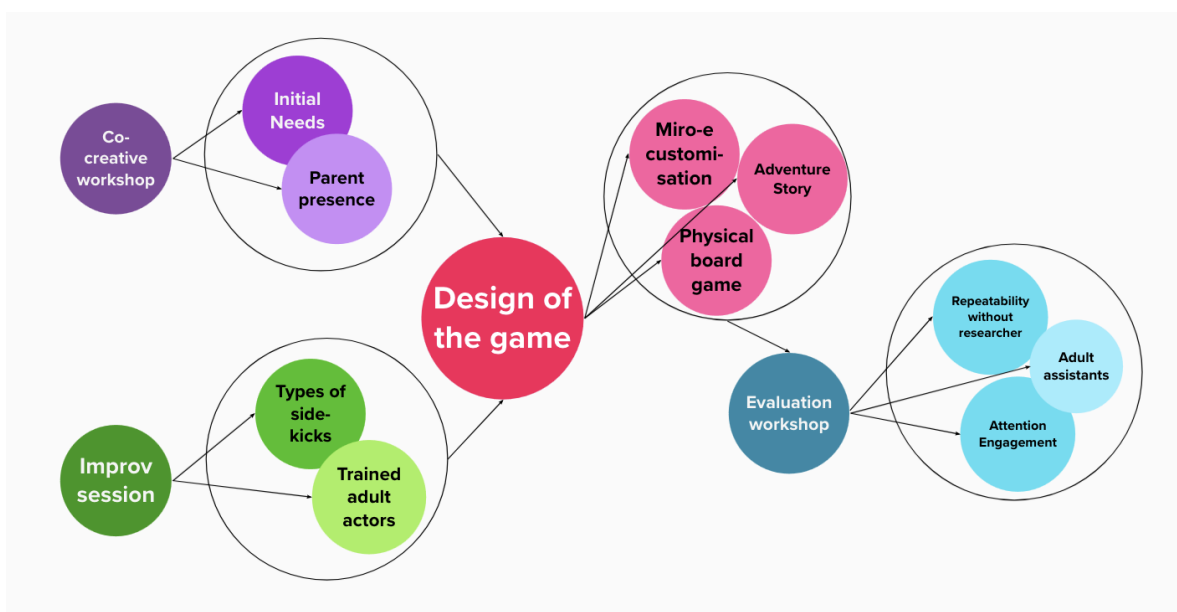 Co-
creative
workshop
Initial
Needs
Parent
presence
Improv
session
Types of
side-
kicks
Trained
adult
actors
Design of
the game
Miro-e
customi-
sation
Adventure
Story
Physical
board
game
Evaluation
workshop
Repeatability
without
researcher
Adult
assistants
Attention
Engagement